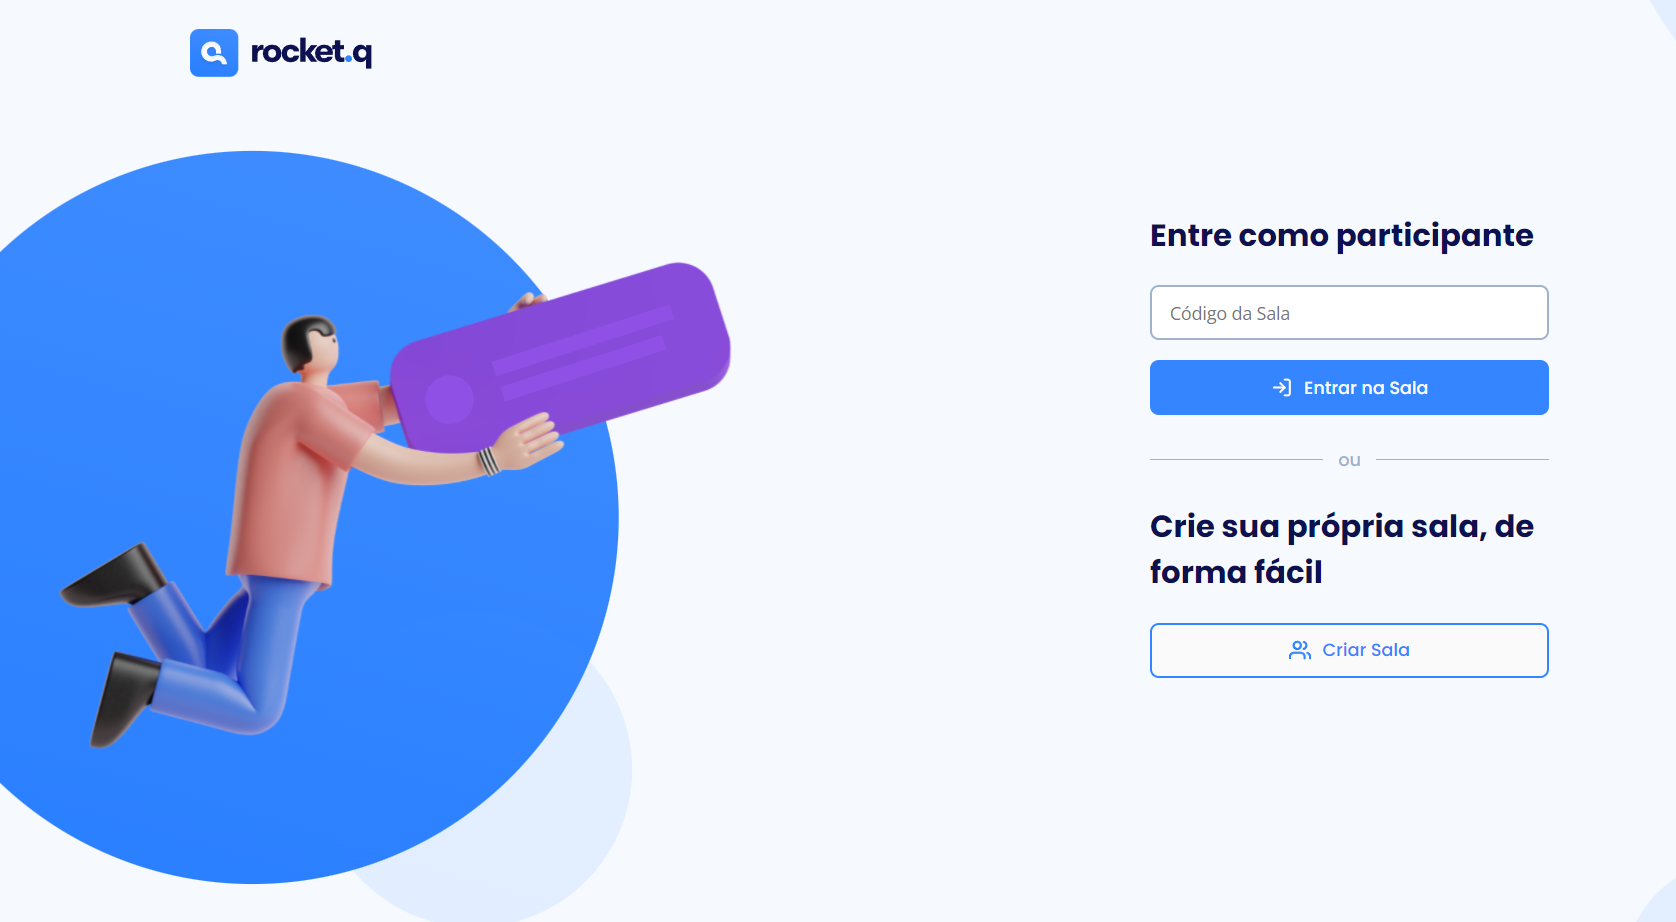 rocket.q
Entre como participante
Código da Sala
Entrar na Sala
ou
Crie sua própria sala, de
forma fácil
Criar Sala